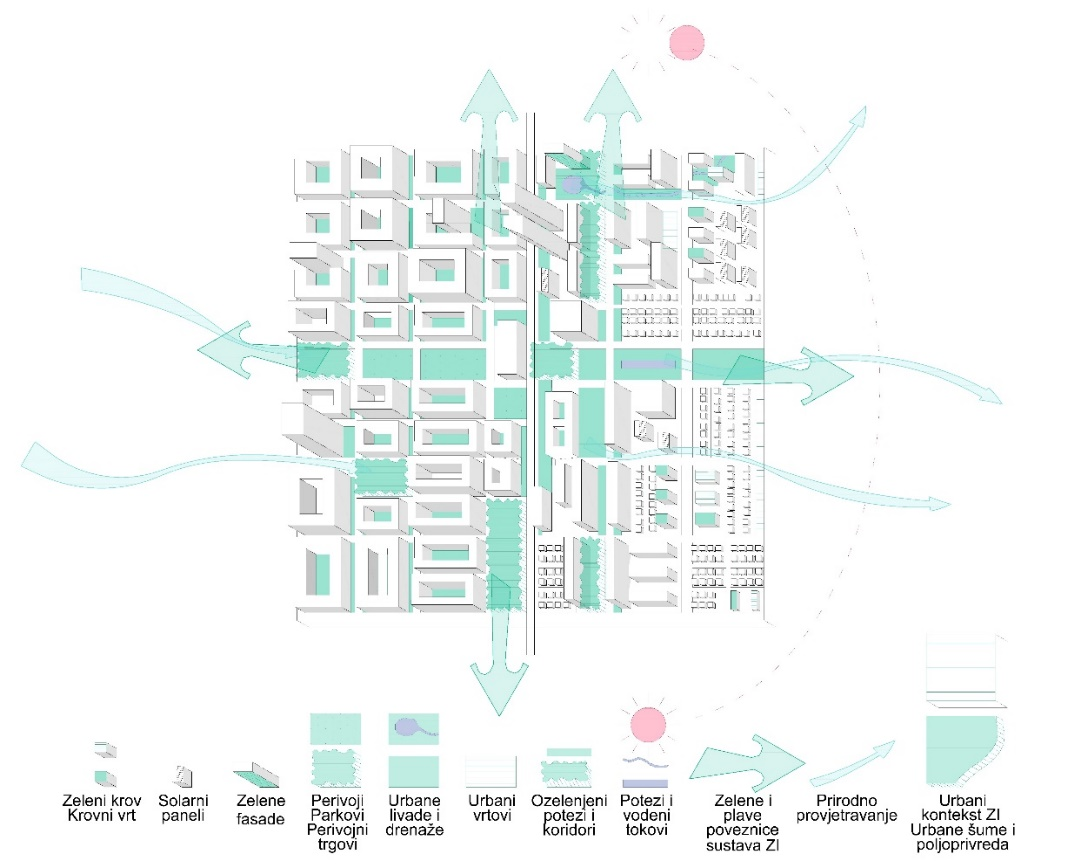 Zeleni krov
Krovni vrt
Solarni
paneli
Zelene
fasade
Perivoji
Parkovi
Perivojni
trgovi
Urbane
livade i
drenaže
Urbani
vrtovi
Ozelenjeni
potezi i
koridori
Potezi i
vodeni
tokovi
Zelene i
plave
poveznice
sustava ZI
Prirodno
provjetravanje
Urbani
kontekst ZI
Urbane šume i
poljoprivreda